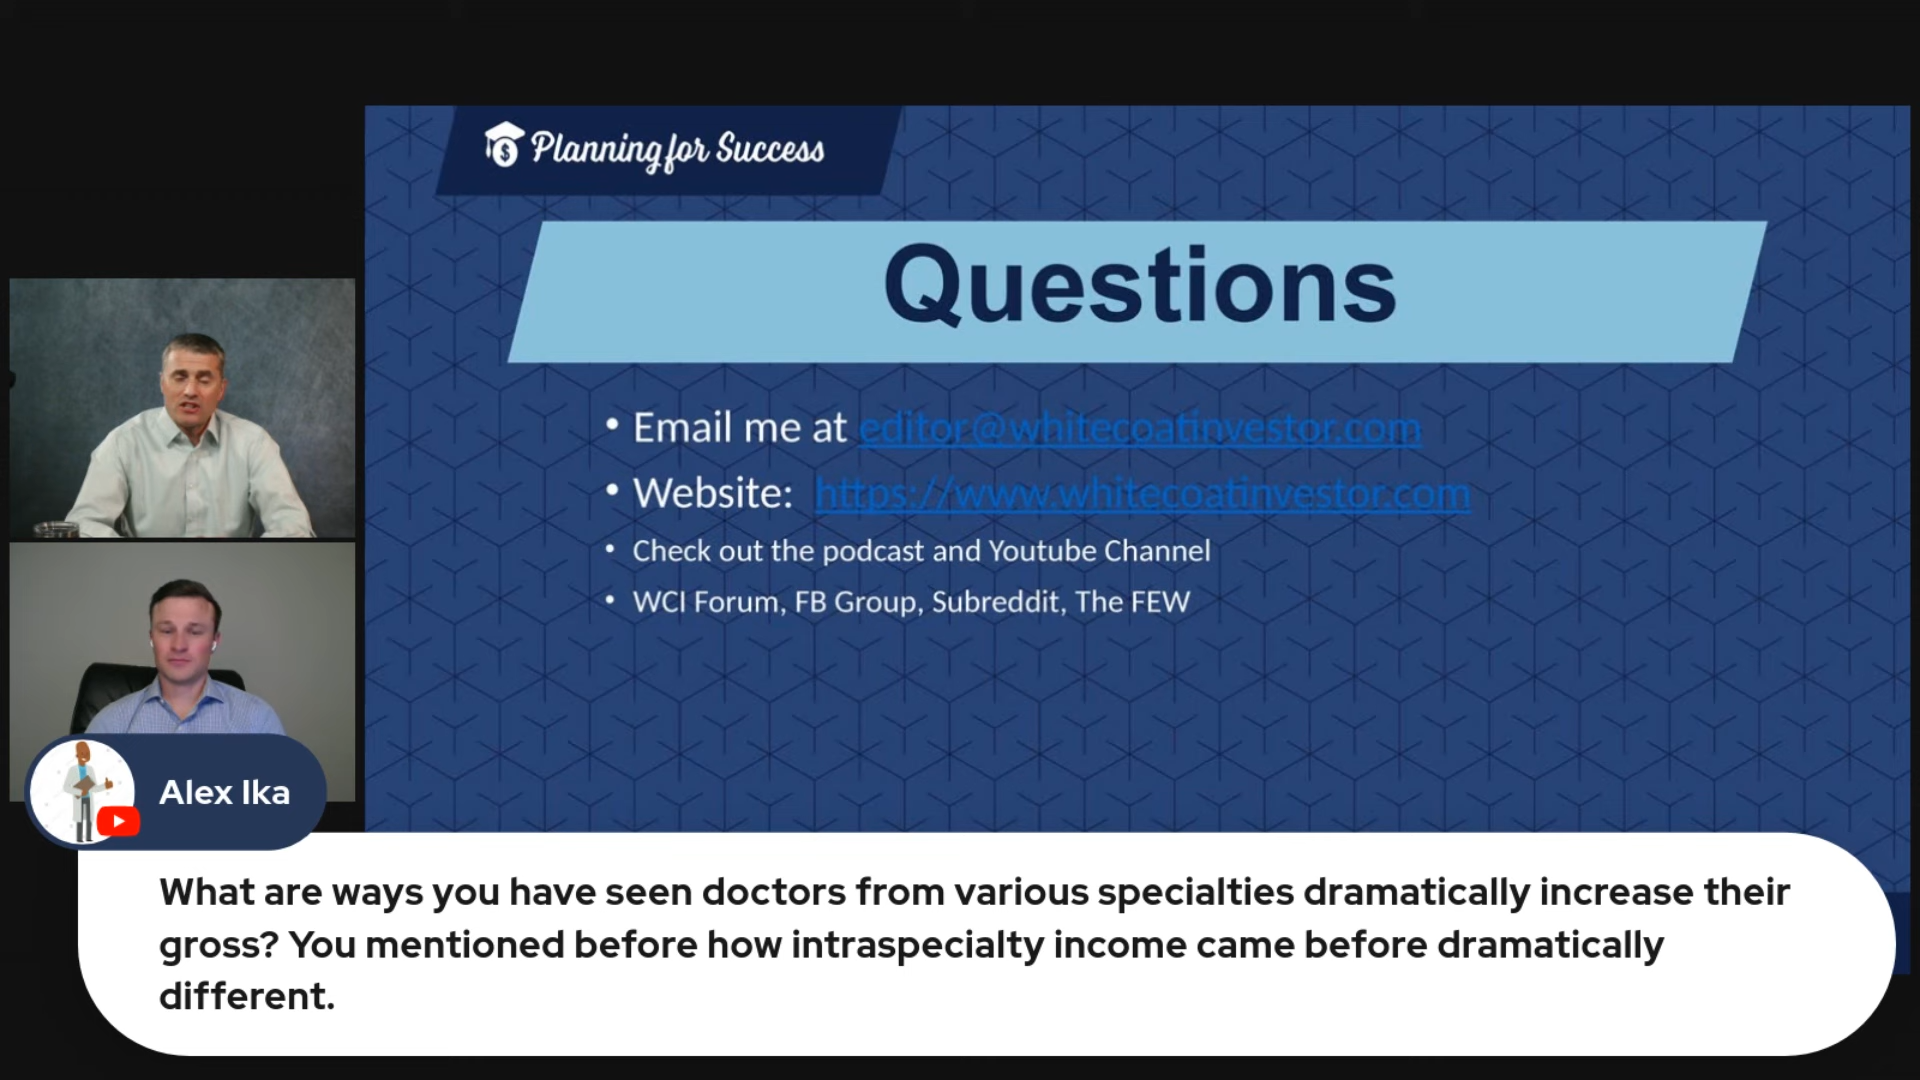 Planning for Success
Questions
• Email me at editor@whitecoatinvestor.com
• Website: https://www.whitecoatinvestor.com
• Check out the podcast and Youtube Channel
• WCI Forum, FB Group, Subreddit, The FEW
Alex Ika
What are ways you have seen doctors from various specialties dramatically increase their
gross? You mentioned before how intraspecialty income came before dramatically
different.